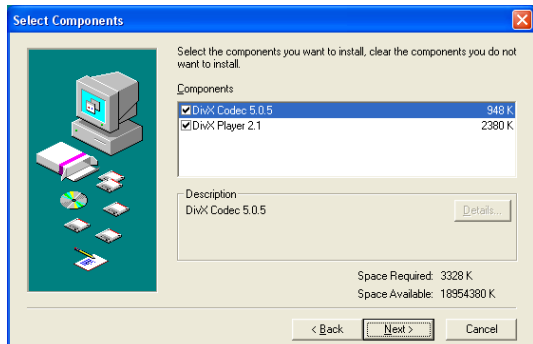 Select Components
Select the components you want to install, clear the components you do not
want to install.
Components
DivX Codec 5.0.5 948 K
DivX Player 2.1 2380 K
Description
DivX Codec 5.0.5
Details...
Space Required: 3328 K
Space Available: 18954380 K
< Back Next > Cancel